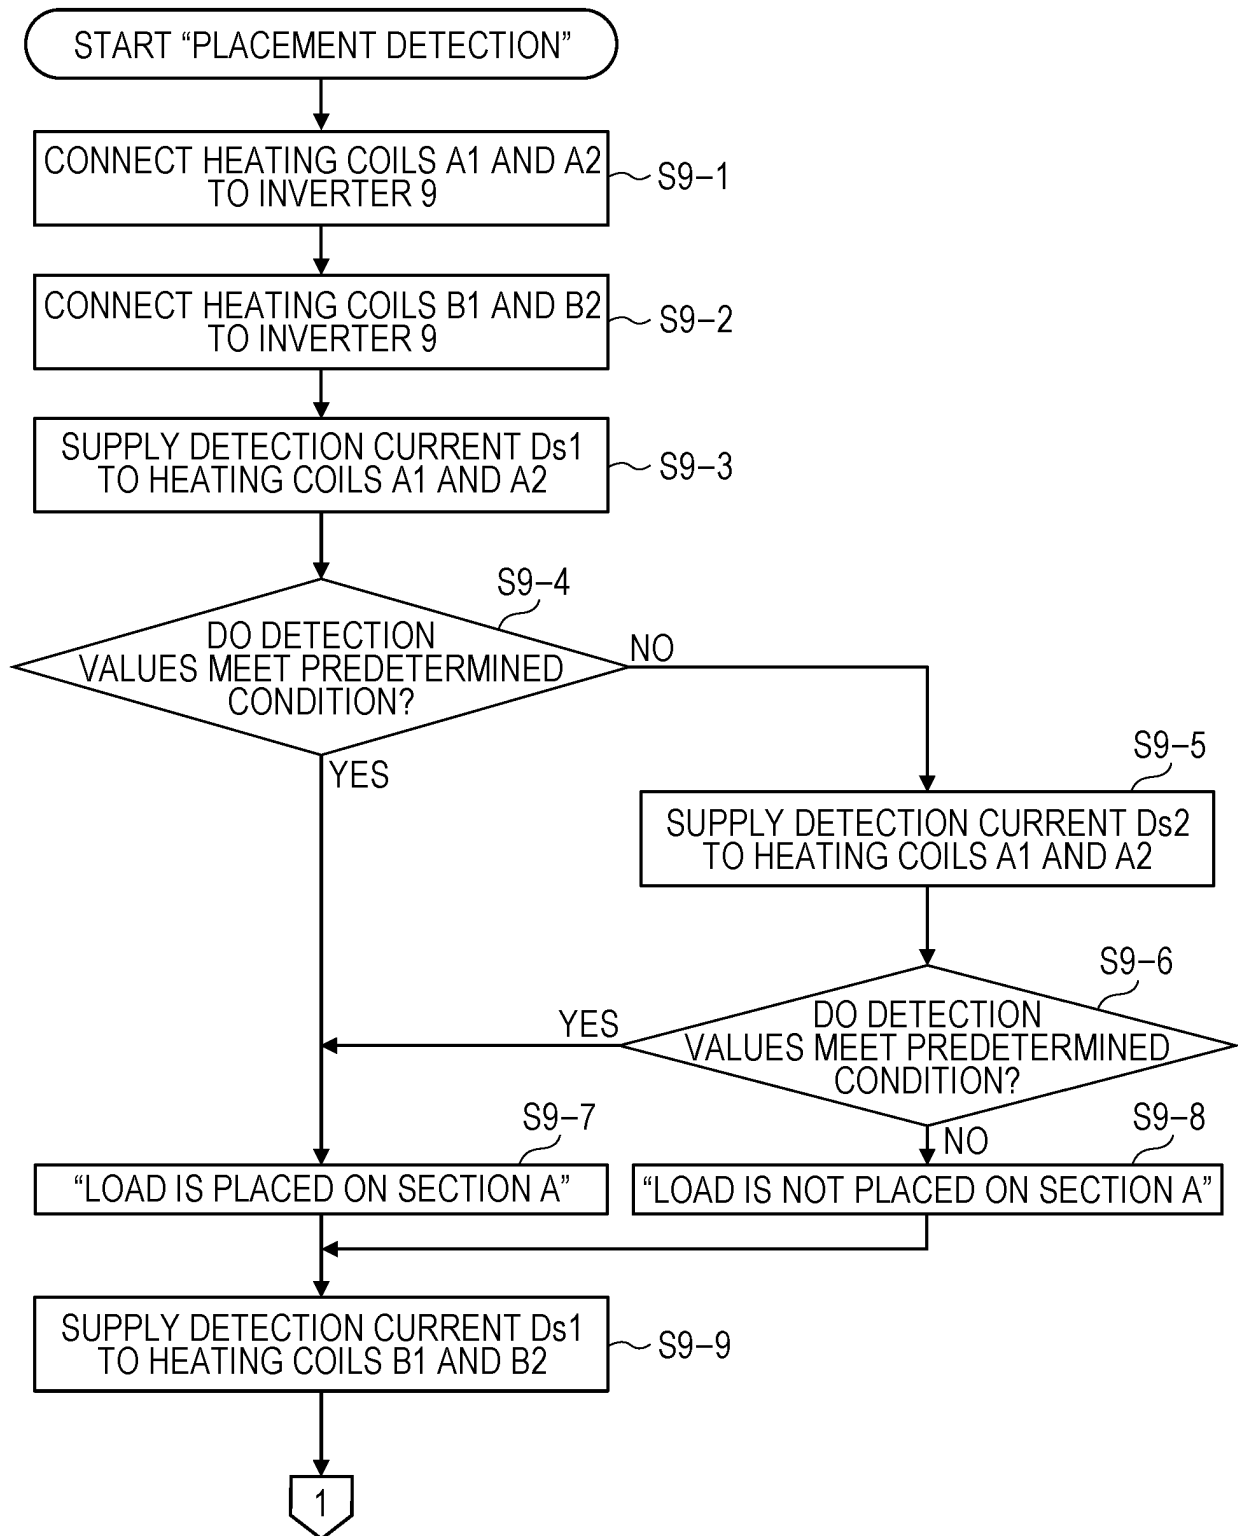 START “PLACEMENT DETECTION”
CONNECT HEATING COILS A1 AND A2
TO INVERTER 9
S9–1
CONNECT HEATING COILS B1 AND B2
TO INVERTER 9
S9–2
SUPPLY DETECTION CURRENT Ds1
TO HEATING COILS A1 AND A2
S9–3
S9–4
DO DETECTION
VALUES MEET PREDETERMINED
CONDITION?
NO
YES
S9–5
SUPPLY DETECTION CURRENT Ds2
TO HEATING COILS A1 AND A2
S9–6
DO DETECTION
VALUES MEET PREDETERMINED
CONDITION?
YES
NO
S9–7
“LOAD IS PLACED ON SECTION A”
S9–8
“LOAD IS NOT PLACED ON SECTION A”
SUPPLY DETECTION CURRENT Ds1
TO HEATING COILS B1 AND B2
S9–9
1